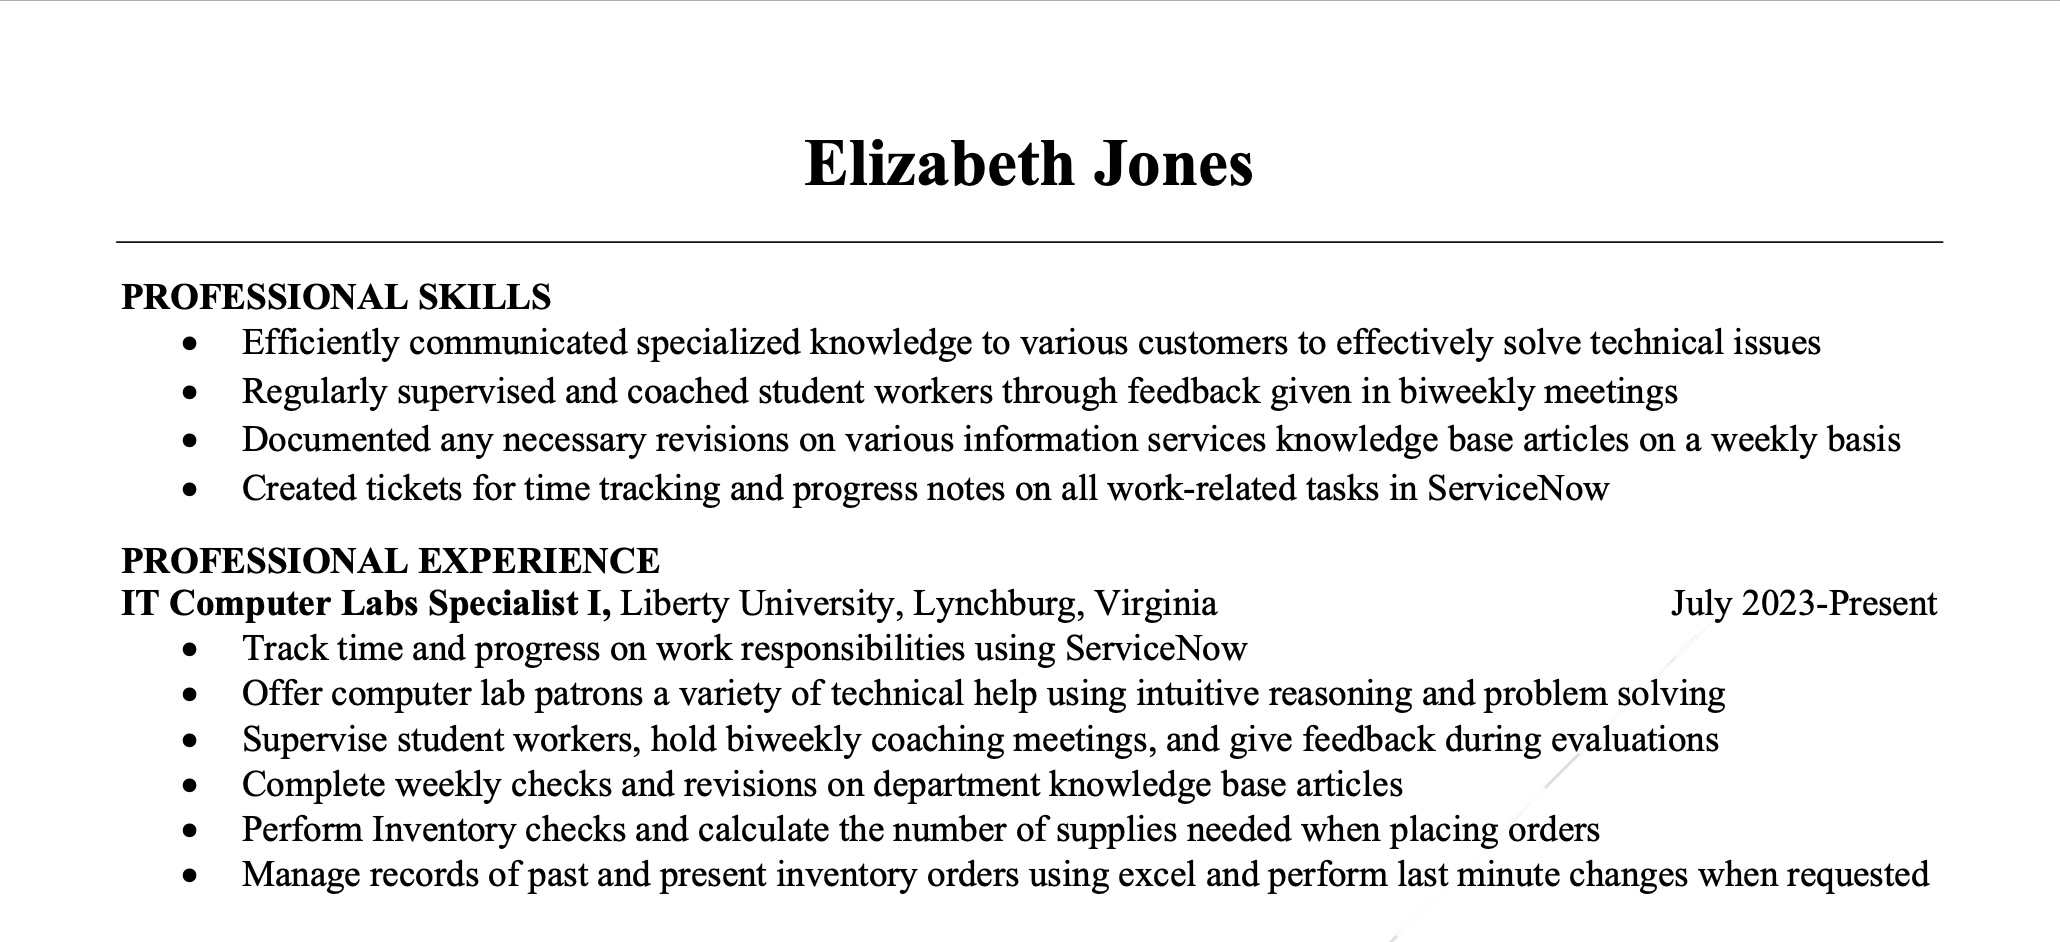 Elizabeth Jones
PROFESSIONAL SKILLS
• Efficiently communicated specialized knowledge to various customers to effectively solve technical issues
• Regularly supervised and coached student workers through feedback given in biweekly meetings
• Documented any necessary revisions on various information services knowledge base articles on a weekly basis
• Created tickets for time tracking and progress notes on all work-related tasks in ServiceNow
PROFESSIONAL EXPERIENCE
IT Computer Labs Specialist I, Liberty University, Lynchburg, Virginia July 2023-Present
• Track time and progress on work responsibilities using ServiceNow
• Offer computer lab patrons a variety of technical help using intuitive reasoning and problem solving
• Supervise student workers, hold biweekly coaching meetings, and give feedback during evaluations
• Complete weekly checks and revisions on department knowledge base articles
• Perform Inventory checks and calculate the number of supplies needed when placing orders
• Manage records of past and present inventory orders using excel and perform last minute changes when requested